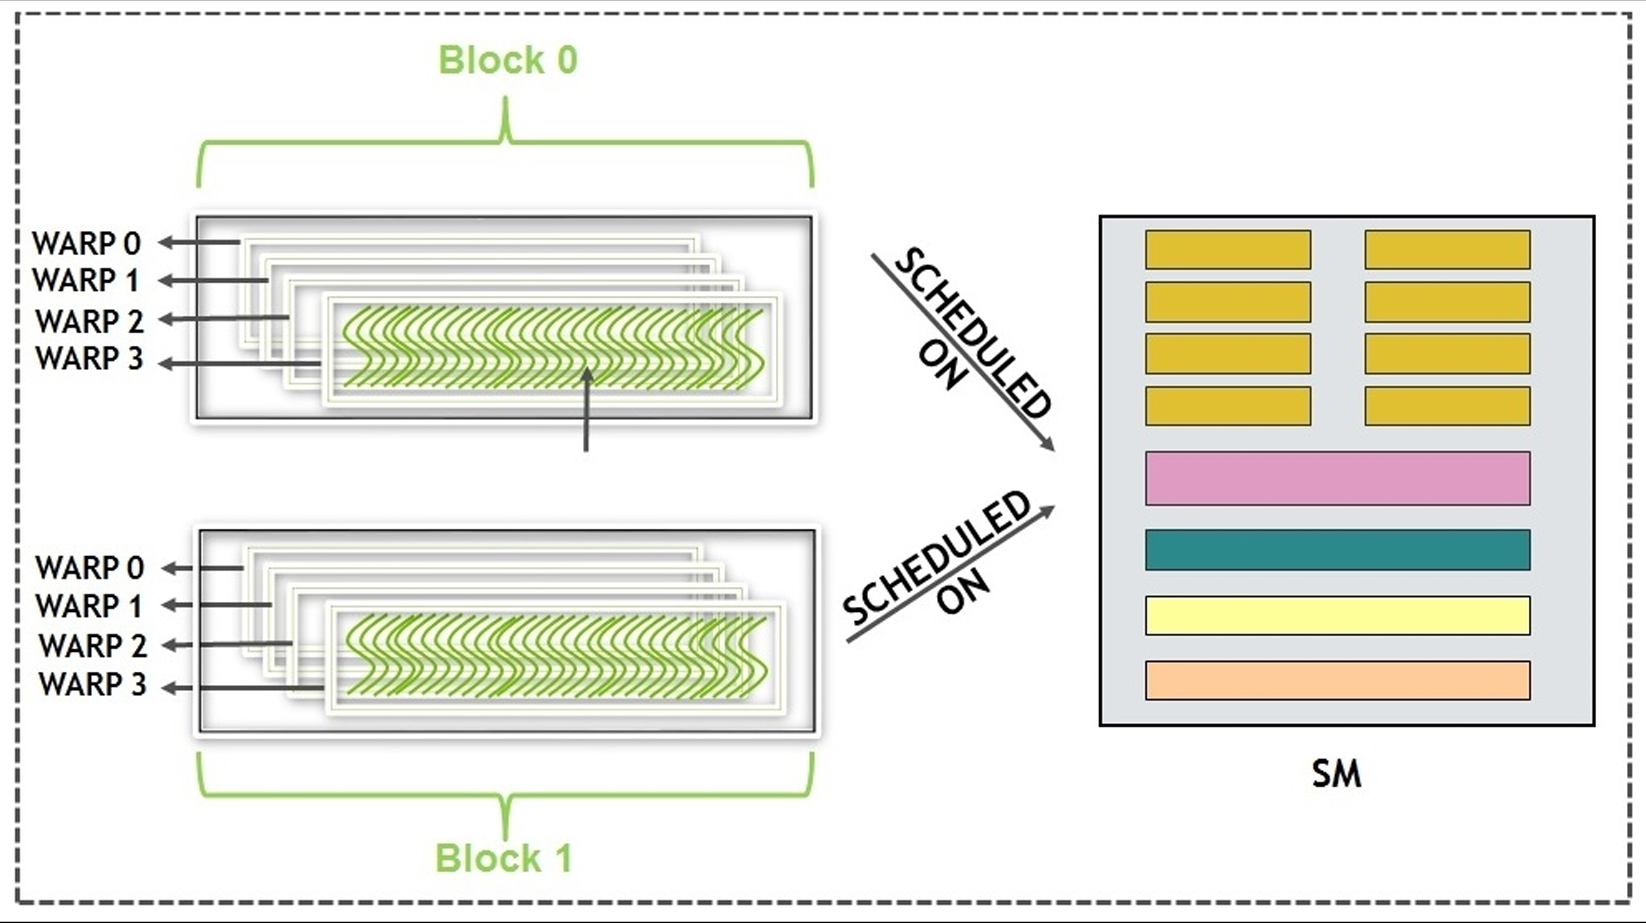 Block 0
WARP 0
WARP 1
WARP 2
WARP 3
SCHEDULED
ON
WARP 0
WARP 1
WARP 2
WARP 3
SCHEDULED
ON
SM
Block 1